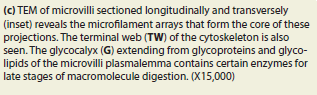 (c) TEM of microvilli sectioned longitudinally and transversely
(inset) reveals the microfilament arrays that form the core of these
projections. The terminal web (TW) of the cytoskeleton is also
seen. The glycocalyx (G) extending from glycoproteins and glyco-
lipids of the microvilli plasmalemma contains certain enzymes for
late stages of macromolecule digestion. (X15,000)